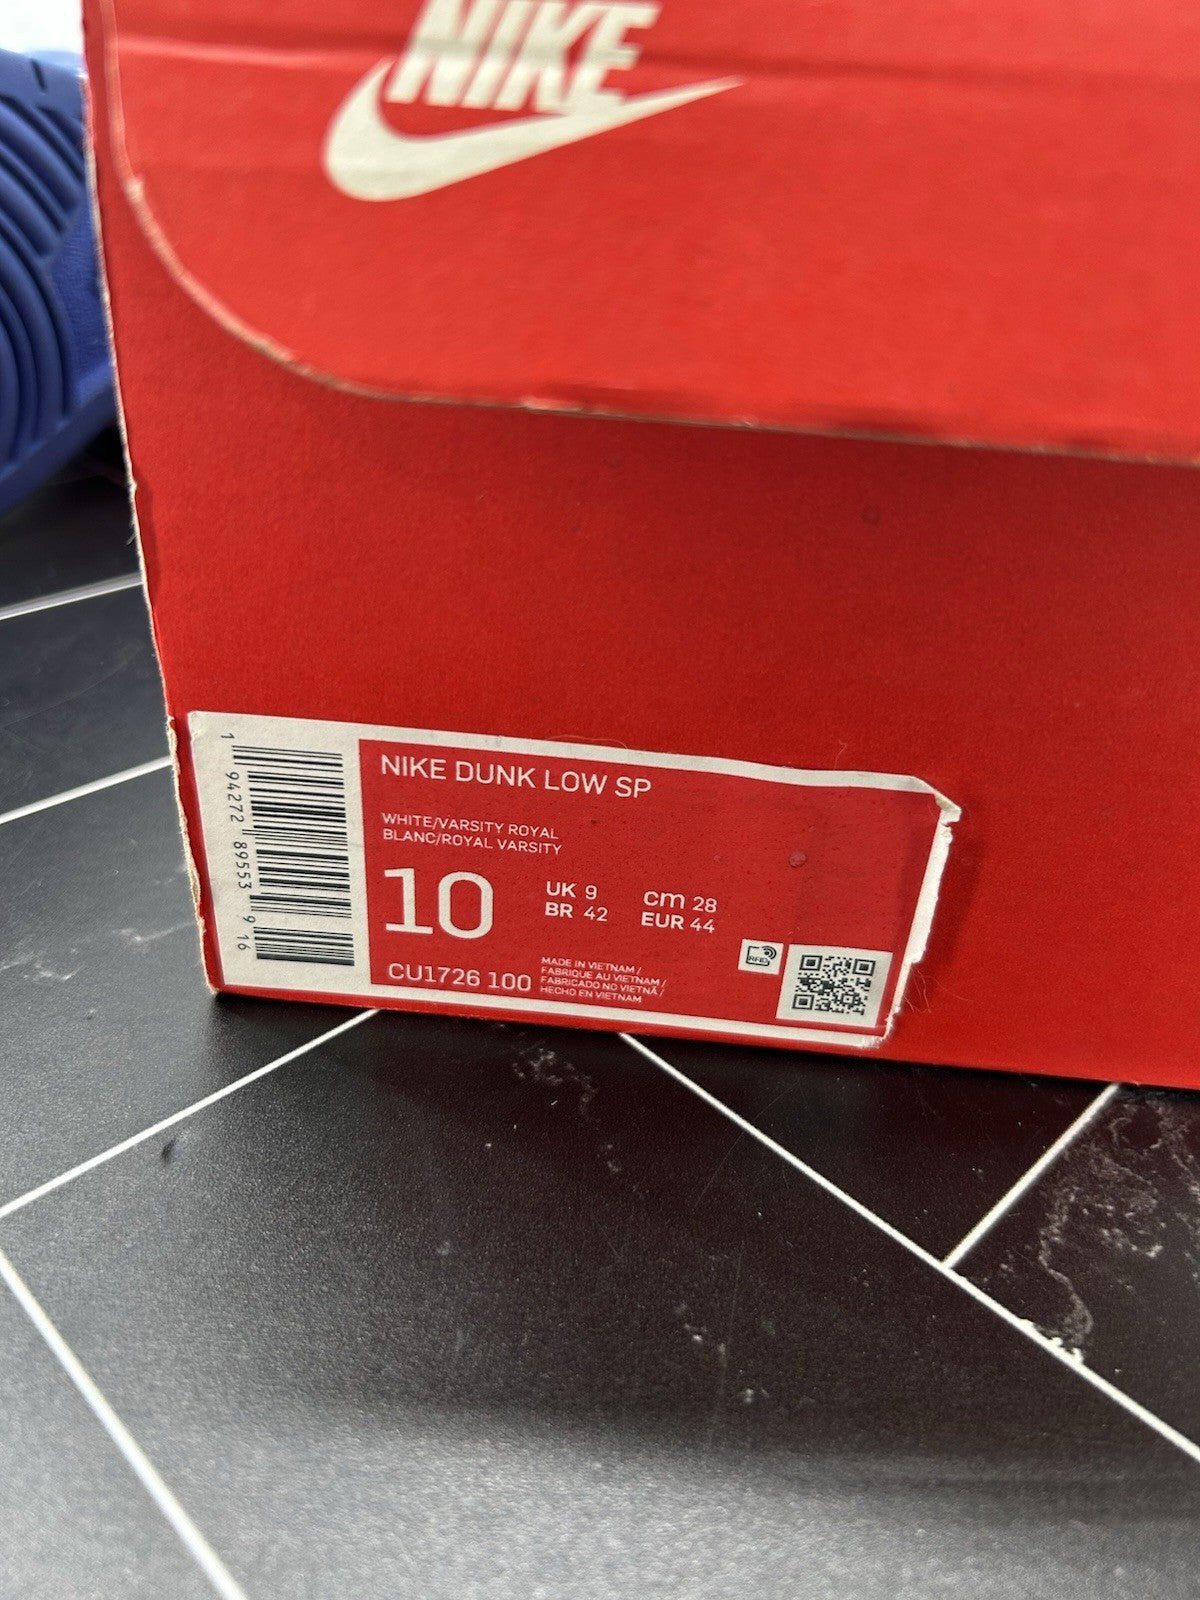 NIKE
NIKE DUNK LOW SP
WHITE/VARSITY ROYAL
BLANC/ROYAL VARSITY
10
UK 9
BR 42
cm 28
EUR 44
CU1726 100
MADE IN VIETNAM /
FABRIQUE AU VIETNAM /
FABRICADO NO VIETNÃ /
HECHO EN VIETNAM
RFID
1 94272 89553 9 16